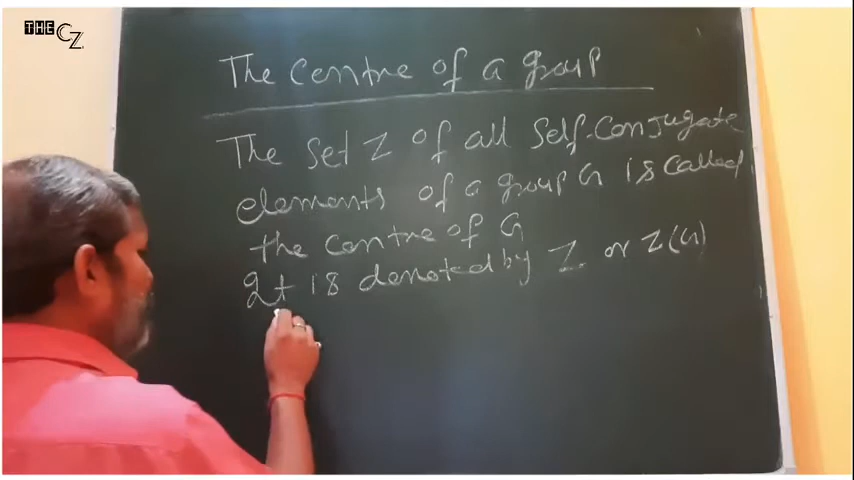 THE CZ
The Centre of a group
The set Z of all Self-Conjugate
elements of a group G is called
the centre of G
It is denoted by Z or Z(G)